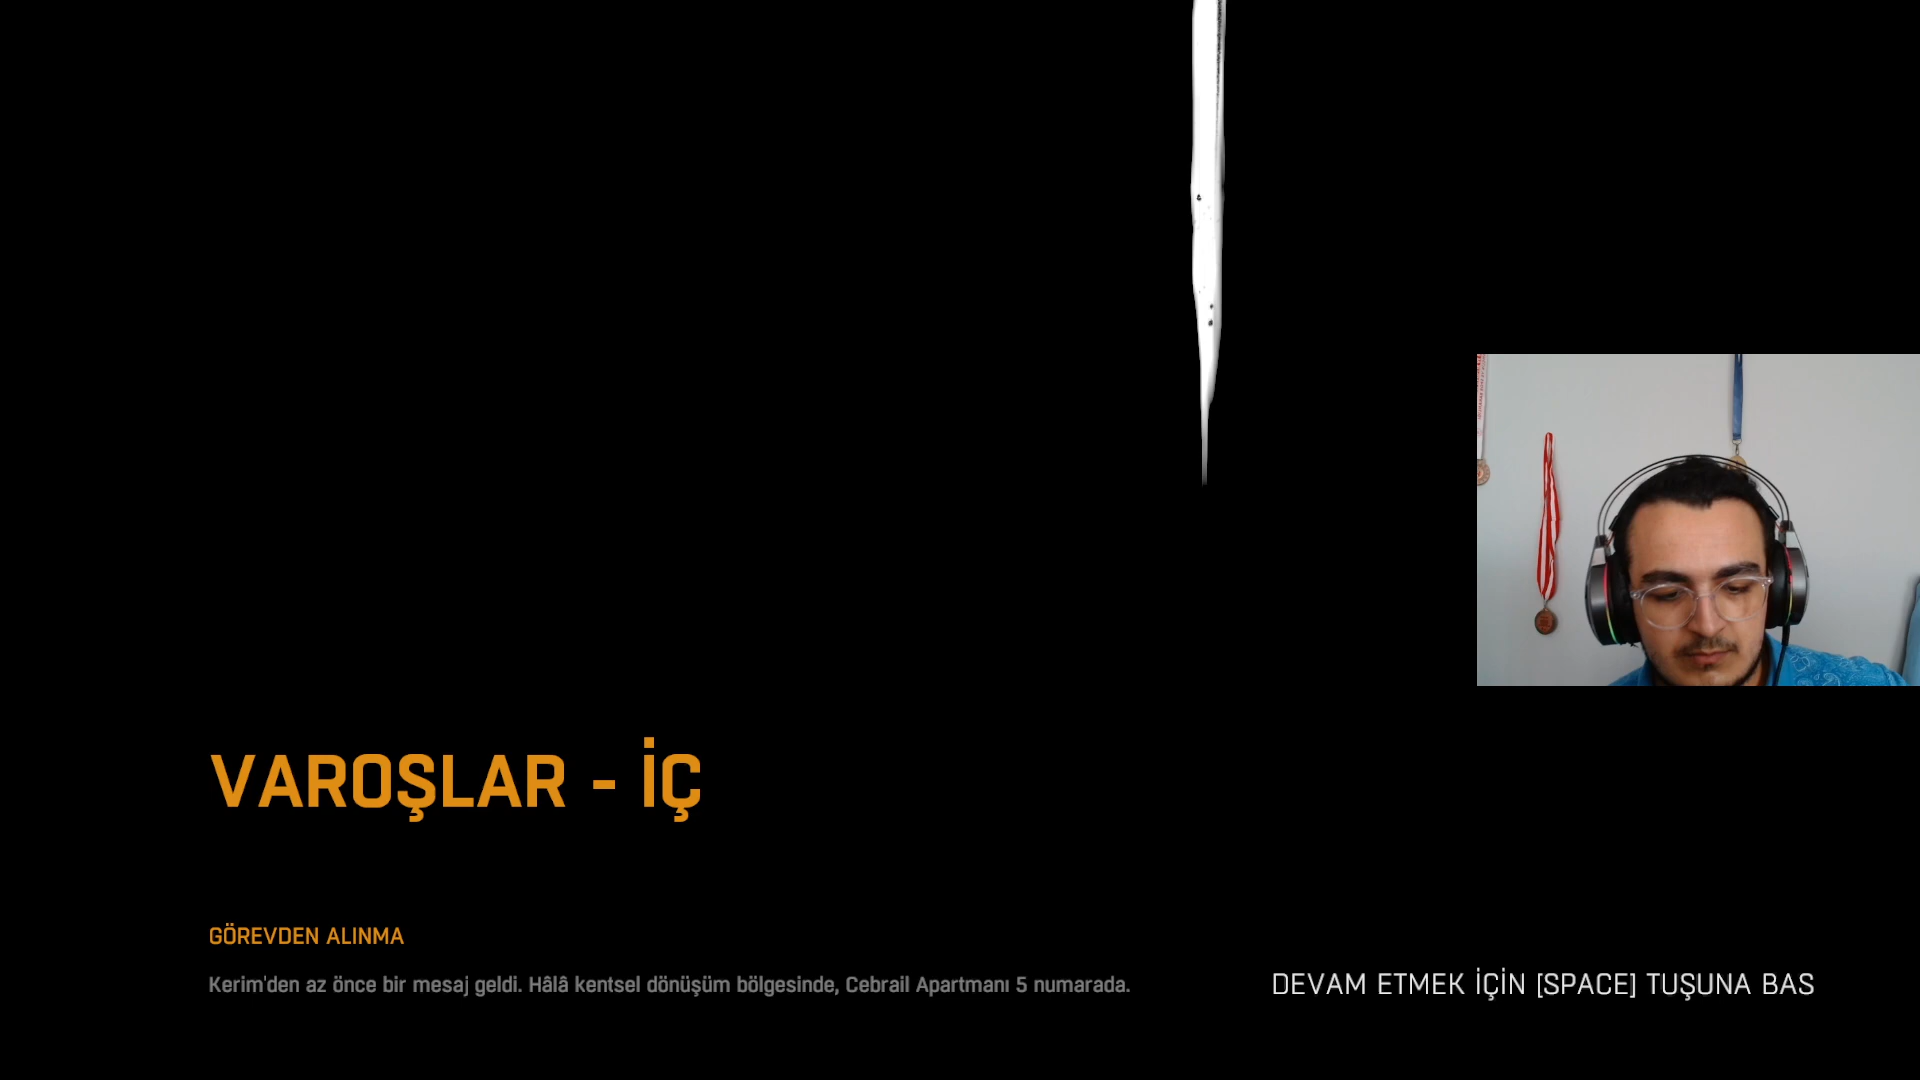 VAROŞLAR - İÇ
GÖREVDEN ALINMA
Kerim'den az önce bir mesaj geldi. Hâlâ kentsel dönüşüm bölgesinde, Cebrail Apartmanı 5 numarada.
DEVAM ETMEK İÇİN [SPACE] TUŞUNA BAS